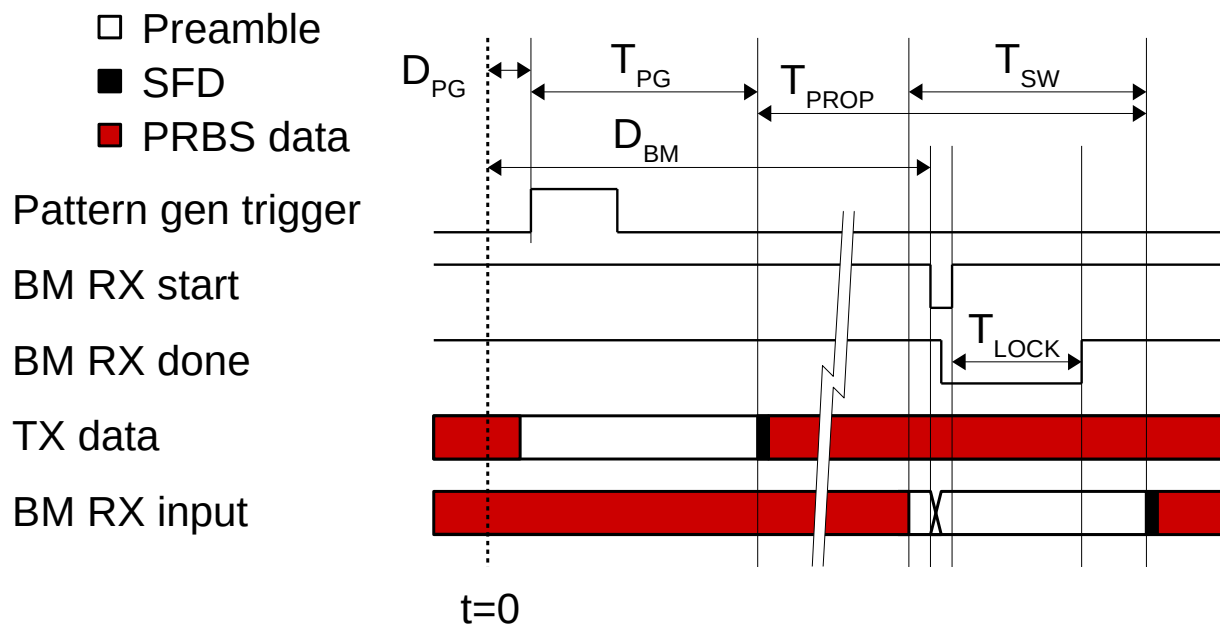 Preamble
SFD
PRBS data
D_PG
T_PG
T_PROP
T_SW
D_BM
Pattern gen trigger
BM RX start
BM RX done
T_LOCK
TX data
BM RX input
t=0